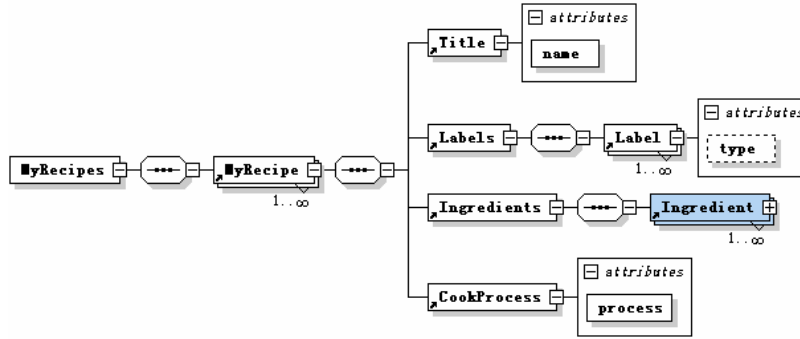 attributes
Title
name
attributes
Labels
Label
type
1..∞
MyRecipes
MyRecipe
1..∞
Ingredients
Ingredient
1..∞
attributes
CookProcess
process